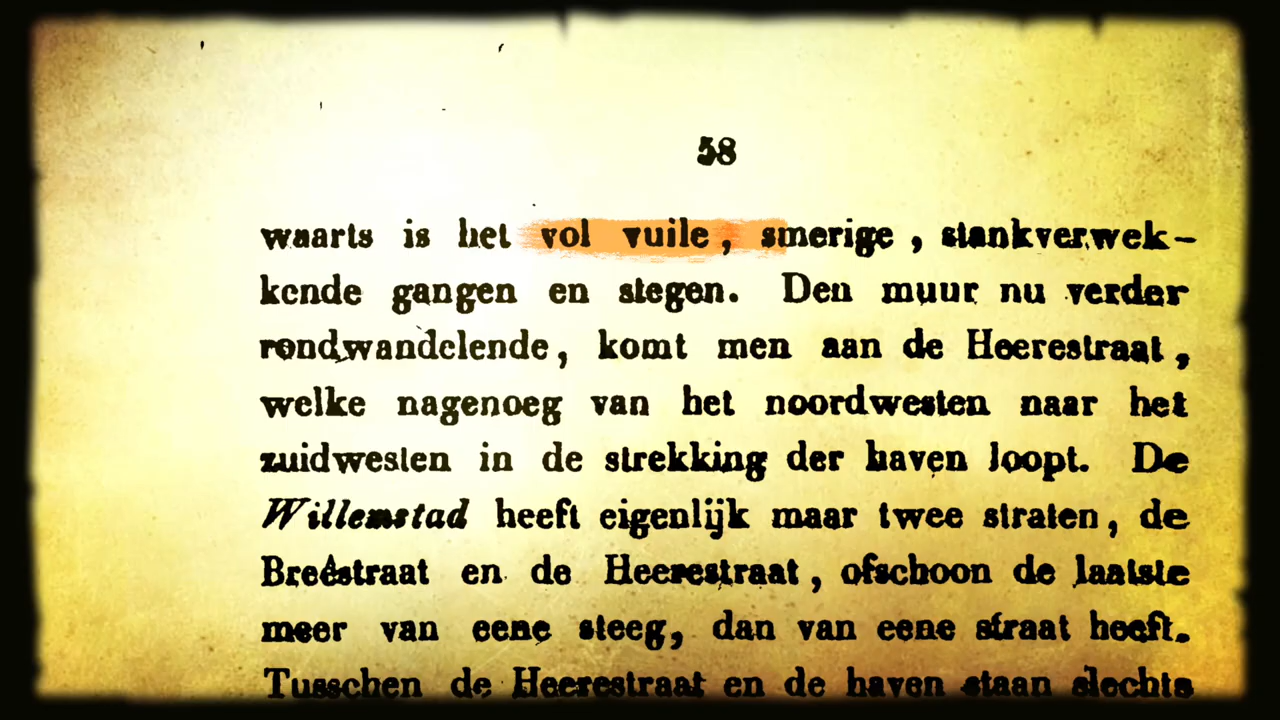 58
waarts is het vol vuile, smerige, stankverwek-
kende gangen en stegen. Den muur nu verder
rondwandelende, komt men aan de Heerestraat,
welke nagenoeg van het noordwesten naar het
zuidwesten in de strekking der haven loopt. De
Willemstad heeft eigenlijk maar twee straten, de
Breêstraat en de Heerestraat, ofschoon de laatste
meer van eene steeg, dan van eene straat heeft.
Tusschen de Heerestraat en de haven staan slechts